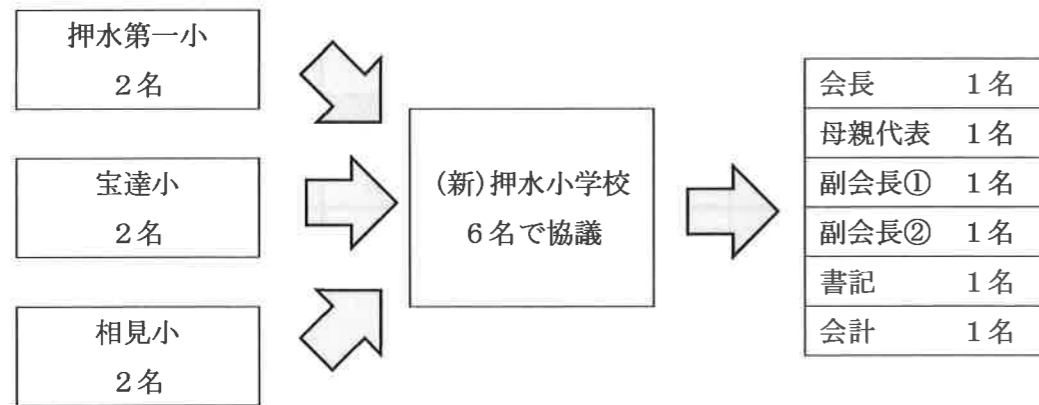 押水第一小
２名
宝達小
２名
相見小
２名
(新)押水小学校
６名で協議
会長　１名
母親代表　１名
副会長①　１名
副会長②　１名
書記　１名
会計　１名